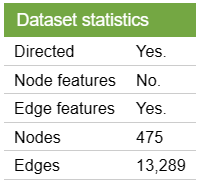 Dataset statistics
Directed Yes.
Node features No.
Edge features Yes.
Nodes 475
Edges 13,289